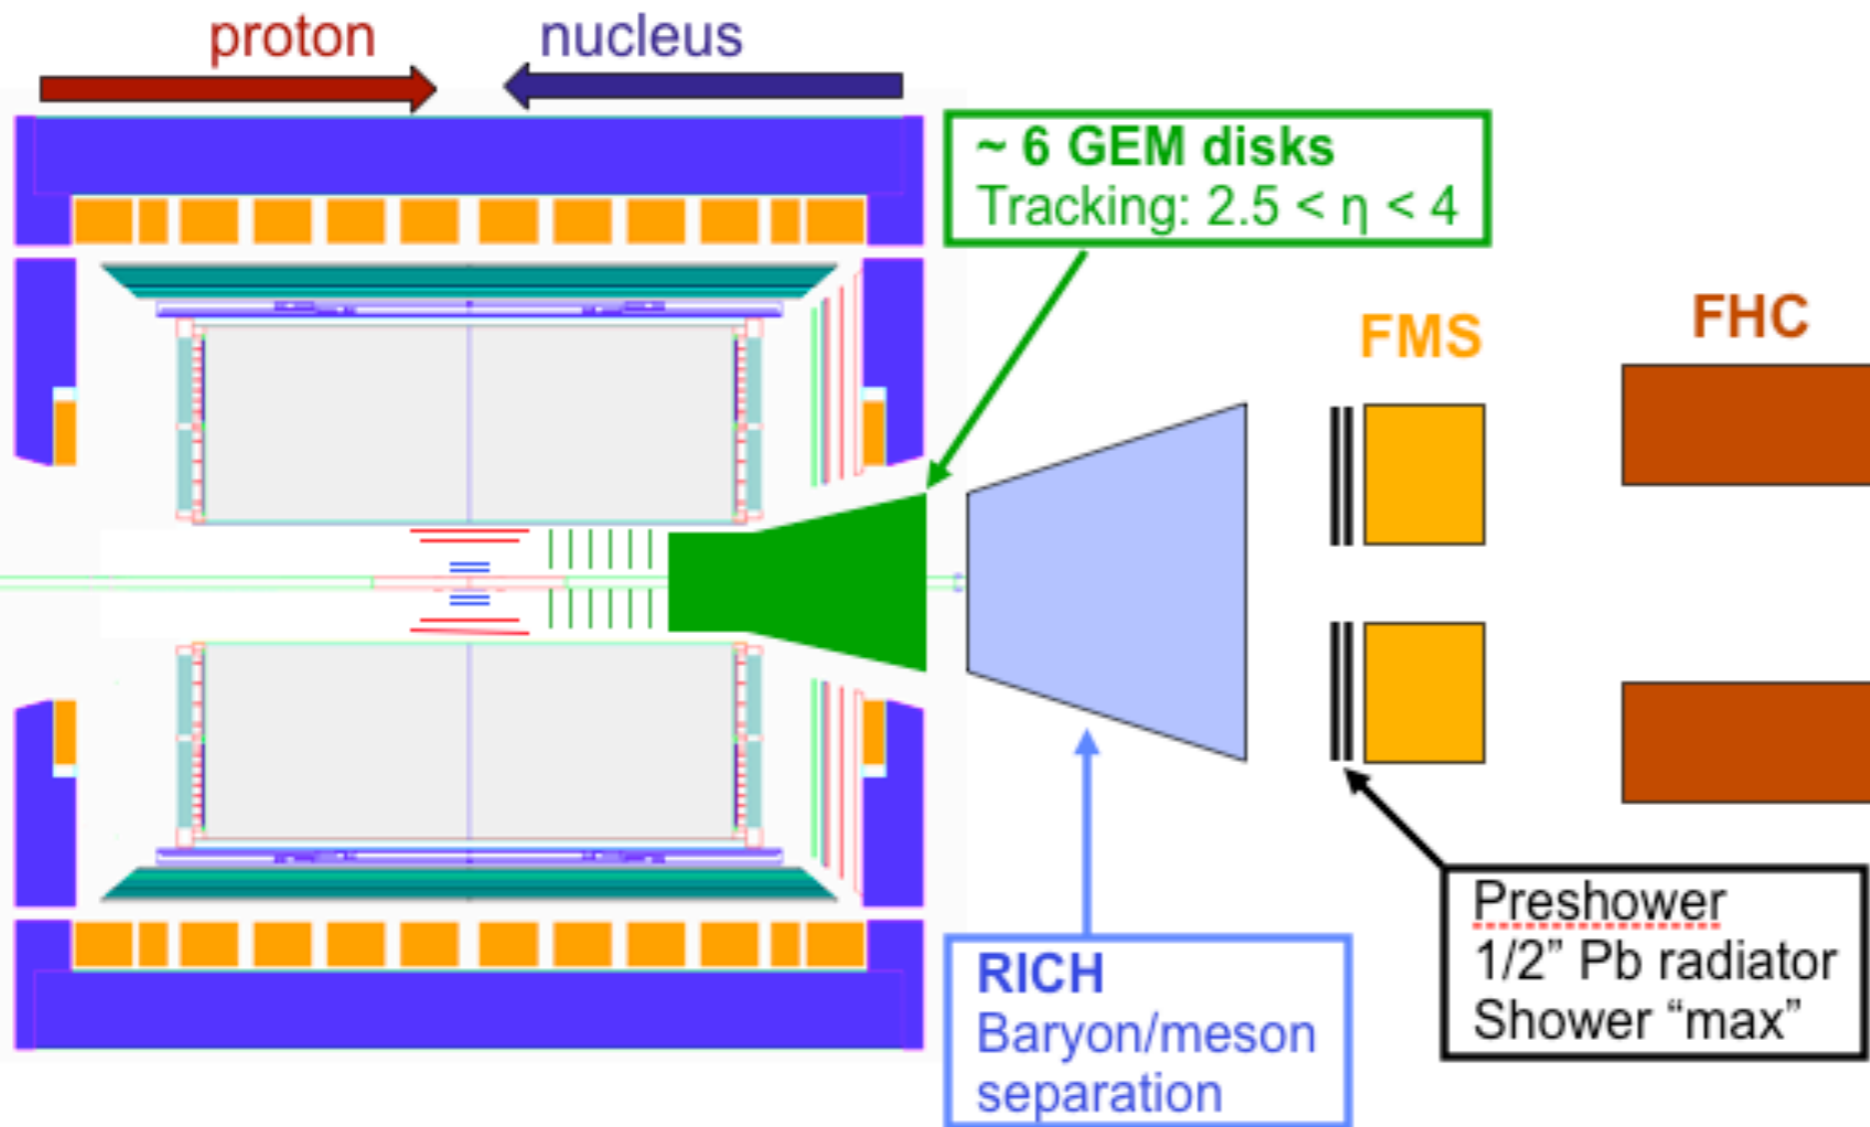 proton
nucleus
~ 6 GEM disks
Tracking: 2.5 < η < 4
FMS
FHC
RICH
Baryon/meson
separation
Preshower
1/2” Pb radiator
Shower “max”